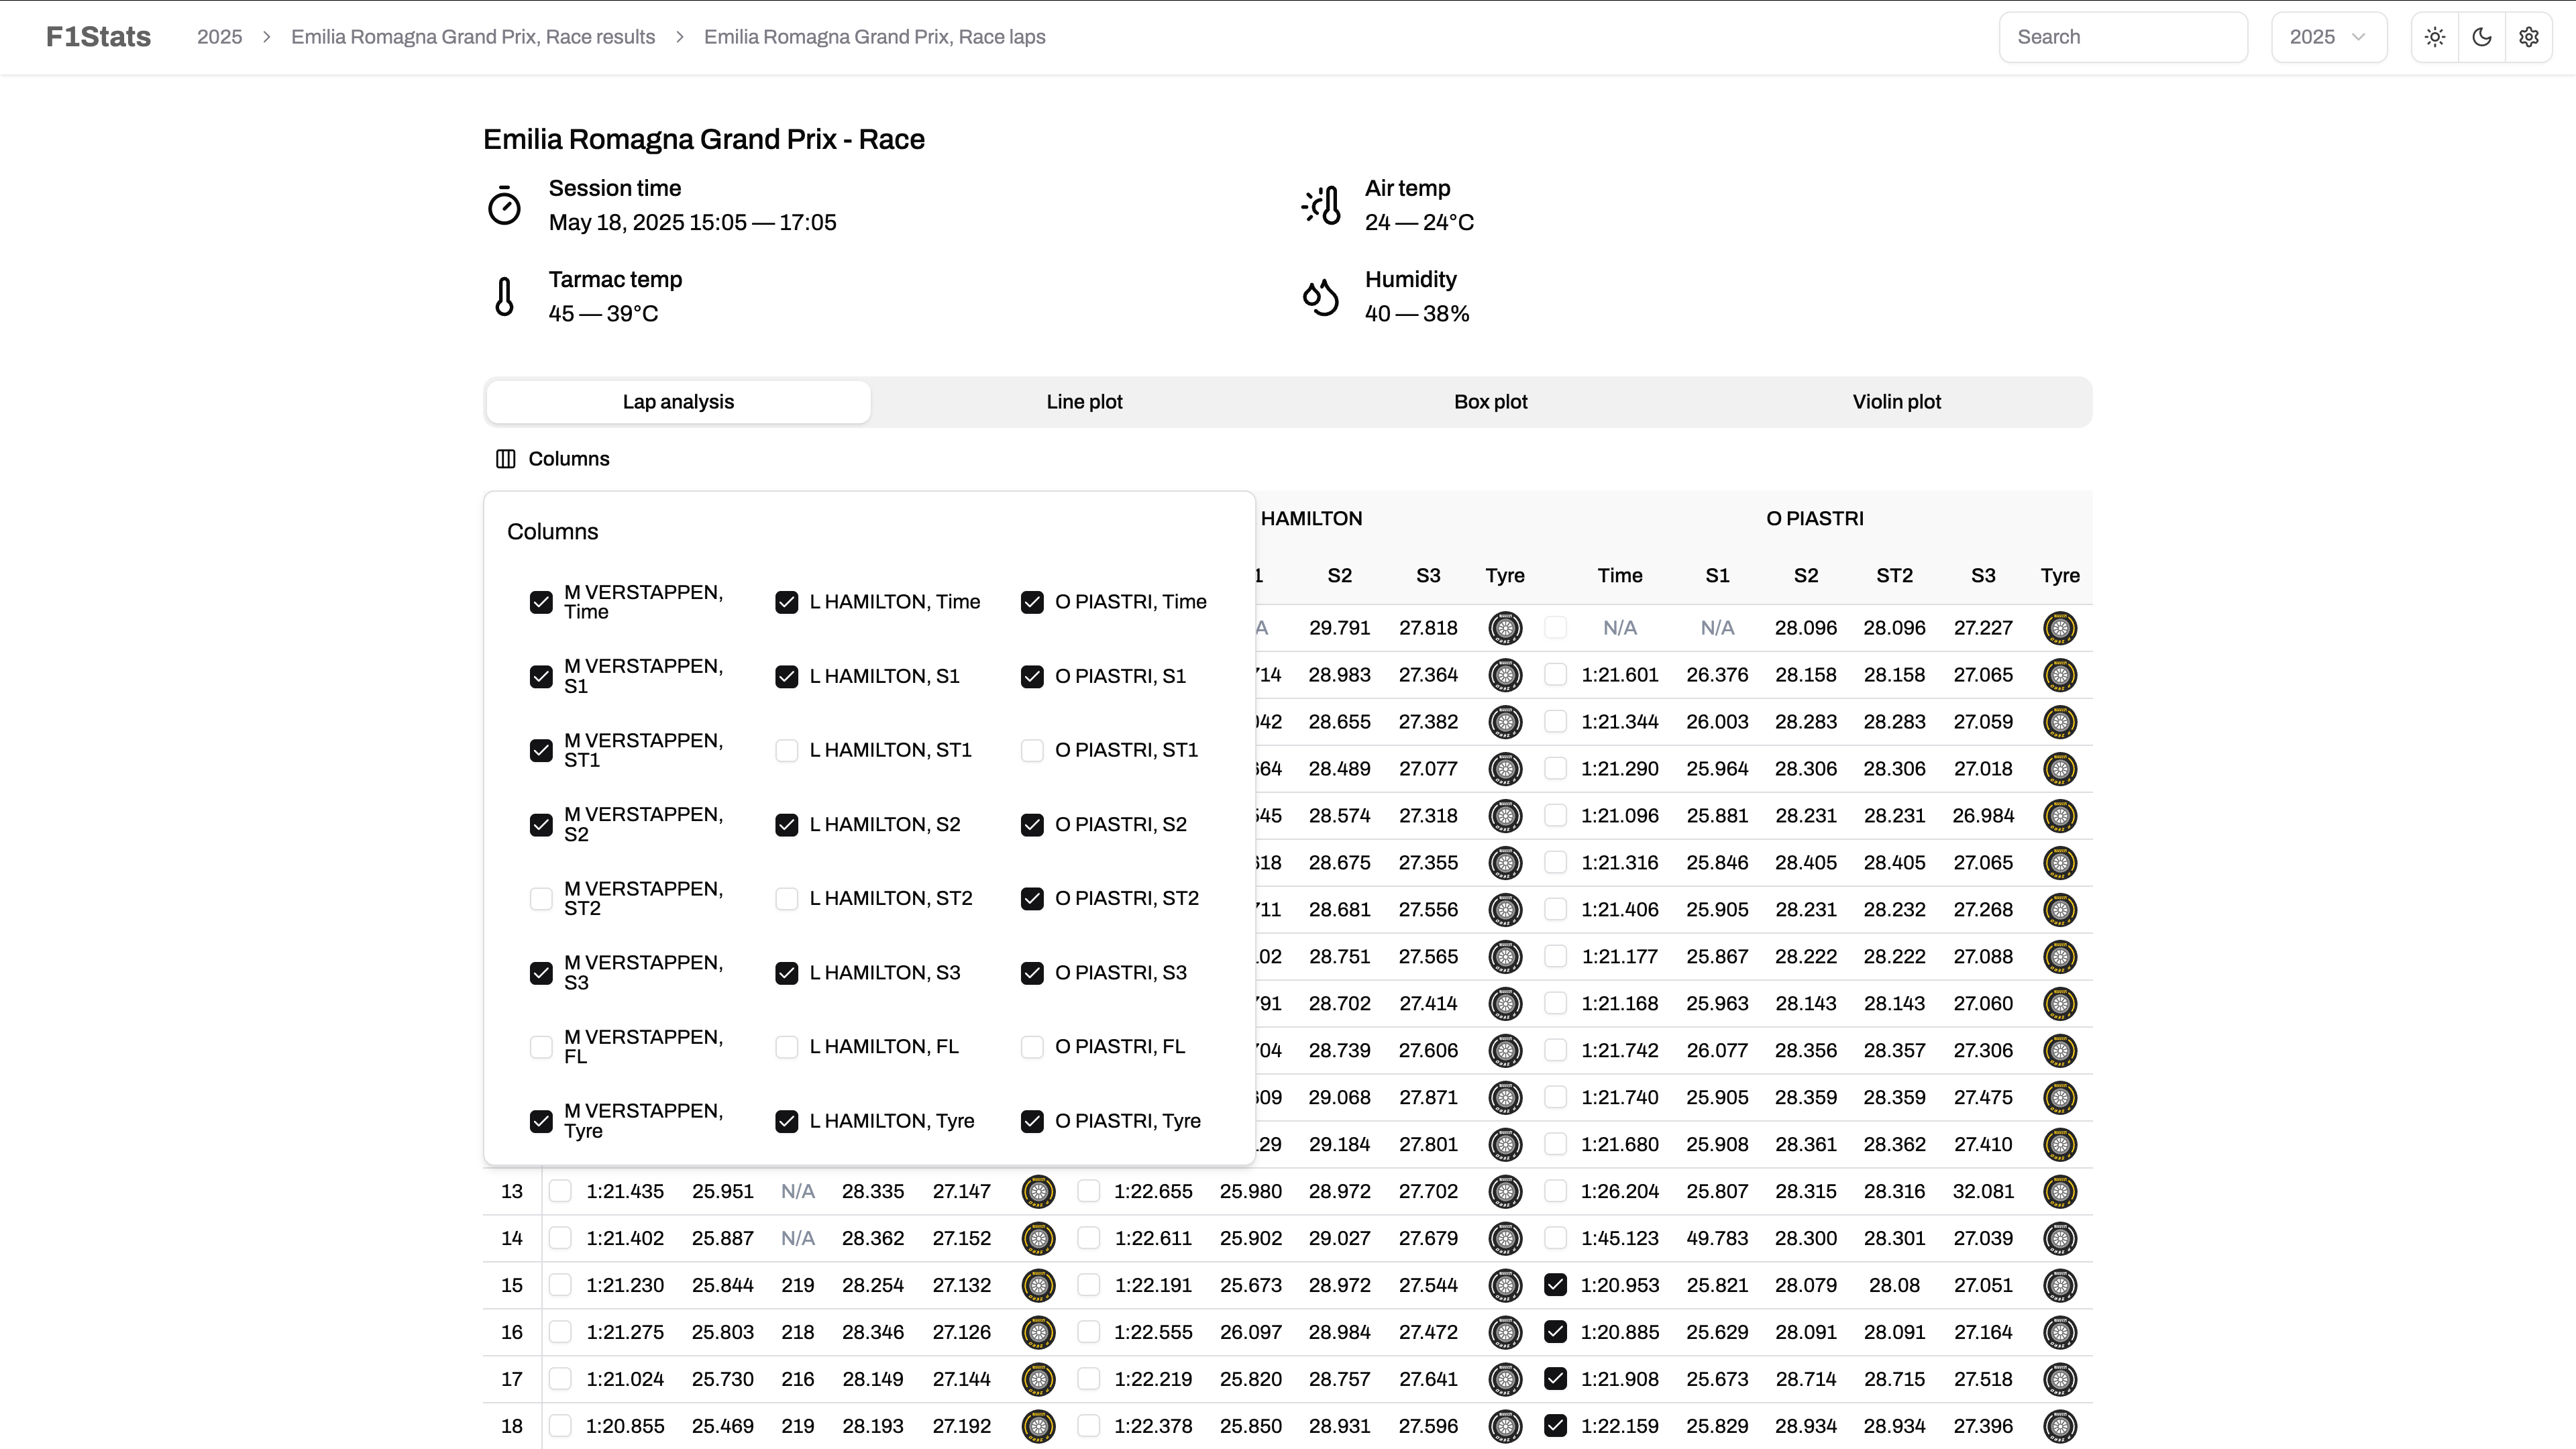 F1Stats 2025 Emilia Romagna Grand Prix, Race results Emilia Romagna Grand Prix, Race laps Search 2025
Emilia Romagna Grand Prix - Race
Session time
May 18, 2025 15:05 — 17:05
Air temp
24 — 24°C
Tarmac temp
45 — 39°C
Humidity
40 — 38%
Lap analysis Line plot Box plot Violin plot
Columns
Columns
M VERSTAPPEN,
Time
L HAMILTON, Time
O PIASTRI, Time
M VERSTAPPEN,
S1
L HAMILTON, S1
O PIASTRI, S1
M VERSTAPPEN,
ST1
L HAMILTON, ST1
O PIASTRI, ST1
M VERSTAPPEN,
S2
L HAMILTON, S2
O PIASTRI, S2
M VERSTAPPEN,
ST2
L HAMILTON, ST2
O PIASTRI, ST2
M VERSTAPPEN,
S3
L HAMILTON, S3
O PIASTRI, S3
M VERSTAPPEN,
FL
L HAMILTON, FL
O PIASTRI, FL
M VERSTAPPEN,
Tyre
L HAMILTON, Tyre
O PIASTRI, Tyre
HAMILTON O PIASTRI
S2 S3 Tyre Time S1 S2 ST2 S3 Tyre
29.791 27.818 N/A N/A 28.096 28.096 27.227
28.983 27.364 1:21.601 26.376 28.158 28.158 27.065
28.655 27.382 1:21.344 26.003 28.283 28.283 27.059
28.489 27.077 1:21.290 25.964 28.306 28.306 27.018
28.574 27.318 1:21.096 25.881 28.231 28.231 26.984
28.675 27.355 1:21.316 25.846 28.405 28.405 27.065
28.681 27.556 1:21.406 25.905 28.231 28.232 27.268
28.751 27.565 1:21.177 25.867 28.222 28.222 27.088
28.702 27.414 1:21.168 25.963 28.143 28.143 27.060
28.739 27.606 1:21.742 26.077 28.356 28.357 27.306
29.068 27.871 1:21.740 25.905 28.359 28.359 27.475
29.184 27.801 1:21.680 25.908 28.361 28.362 27.410
13 1:21.435 25.951 N/A 28.335 27.147 1:22.655 25.980 28.972 27.702 1:26.204 25.807 28.315 28.316 32.081
14 1:21.402 25.887 N/A 28.362 27.152 1:22.611 25.902 29.027 27.679 1:45.123 49.783 28.300 28.301 27.039
15 1:21.230 25.844 219 28.254 27.132 1:22.191 25.673 28.972 27.544 1:20.953 25.821 28.079 28.08 27.051
16 1:21.275 25.803 218 28.346 27.126 1:22.555 26.097 28.984 27.472 1:20.885 25.629 28.091 28.091 27.164
17 1:21.024 25.730 216 28.149 27.144 1:22.219 25.820 28.757 27.641 1:21.908 25.673 28.714 28.715 27.518
18 1:20.855 25.469 219 28.193 27.192 1:22.378 25.850 28.931 27.596 1:22.159 25.829 28.934 28.934 27.396